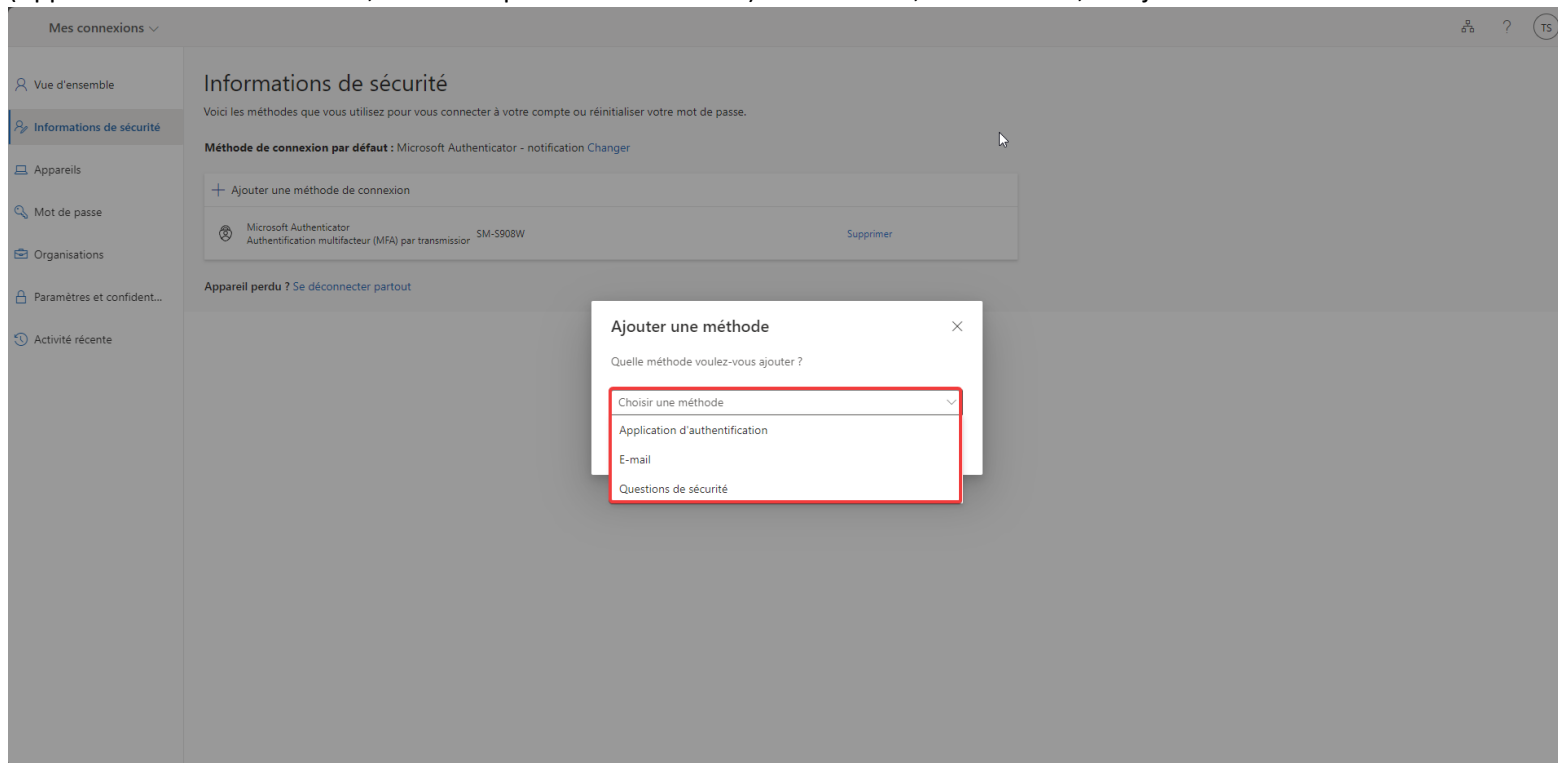 Mes connexions
?
TS
Vue d'ensemble
Informations de sécurité
Appareils
Mot de passe
Organisations
Paramètres et confident...
Activité récente
Informations de sécurité
Voici les méthodes que vous utilisez pour vous connecter à votre compte ou réinitialiser votre mot de passe.
Méthode de connexion par défaut : Microsoft Authenticator - notification Changer
Ajouter une méthode de connexion
Microsoft Authenticator
Authentification multifacteur (MFA) par transmission
SM-S908W
Supprimer
Appareil perdu ? Se déconnecter partout
Ajouter une méthode
Quelle méthode voulez-vous ajouter ?
Choisir une méthode
Application d'authentification
E-mail
Questions de sécurité